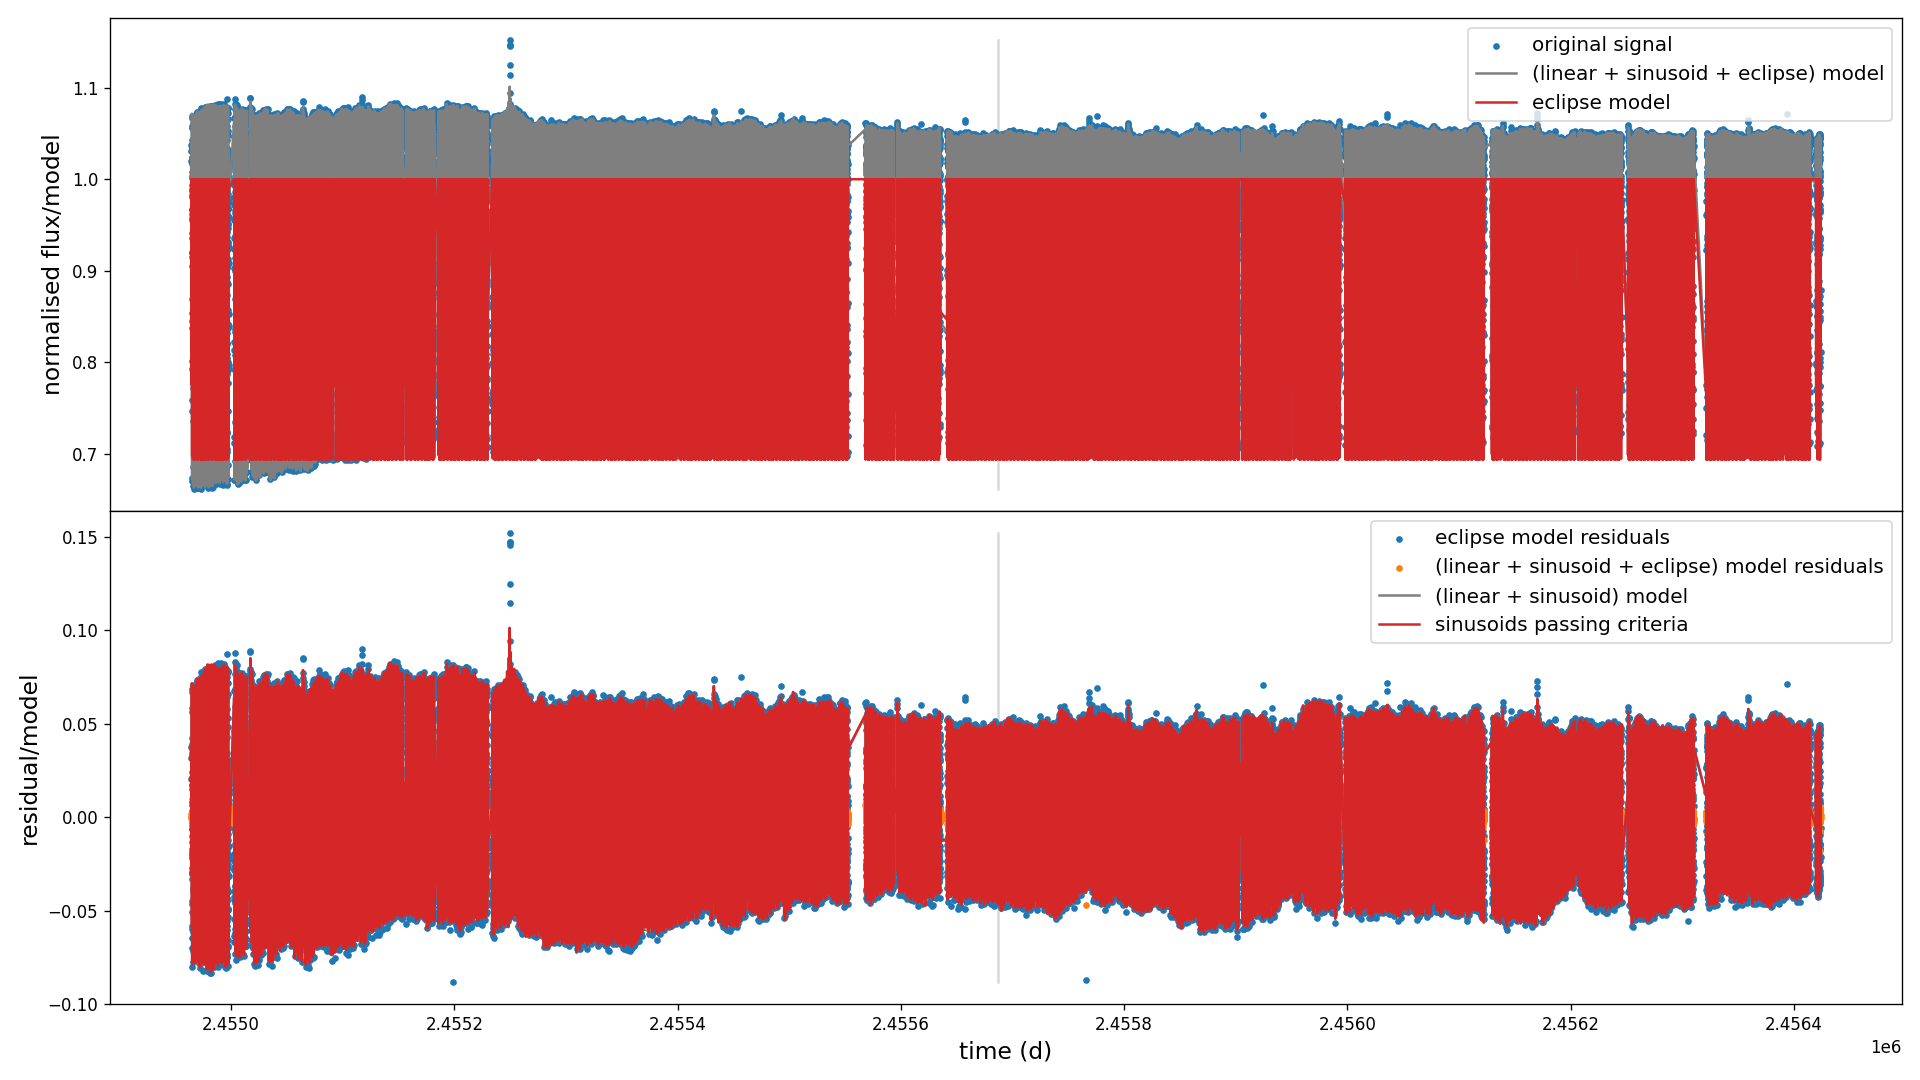 normalised flux/model
1.1
1.0
0.9
0.8
0.7
original signal
(linear + sinusoid + eclipse) model
eclipse model
residual/model
0.15
0.10
0.05
0.00
−0.05
−0.10
eclipse model residuals
(linear + sinusoid + eclipse) model residuals
(linear + sinusoid) model
sinusoids passing criteria
2.4550 2.4552 2.4554 2.4556 2.4558 2.4560 2.4562 2.4564
1e6
time (d)